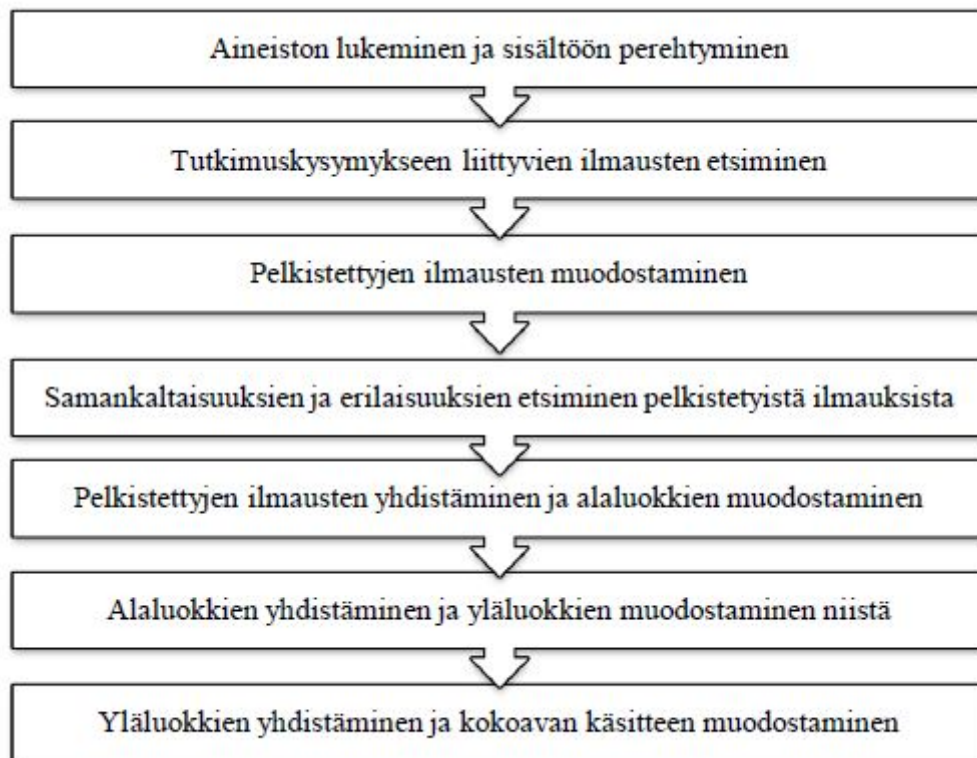 Aineiston lukeminen ja sisältöön perehtyminen
Tutkimuskysymykseen liittyvien ilmausten etsiminen
Pelkistettyjen ilmausten muodostaminen
Samankaltaisuuksien ja erilaisuuksien etsiminen pelkistetyistä ilmauksista
Pelkistettyjen ilmausten yhdistäminen ja alaluokkien muodostaminen
Alaluokkien yhdistäminen ja yläluokkien muodostaminen niistä
Yläluokkien yhdistäminen ja kokoavan käsitteen muodostaminen